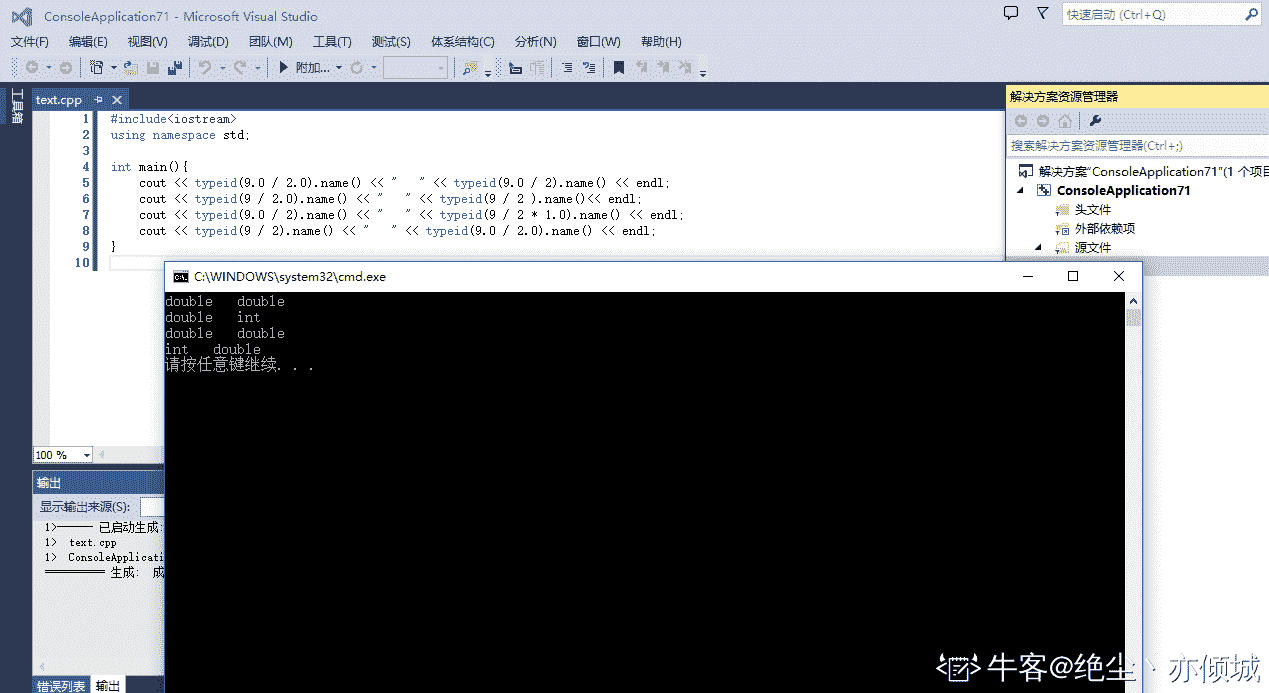 ConsoleApplication71 - Microsoft Visual Studio
快速启动 (Ctrl+Q)
文件(F) 编辑(E) 视图(V) 调试(D) 团队(M) 工具(T) 测试(S) 体系结构(C) 分析(N) 窗口(W) 帮助(H)
附加...
工具箱
text.cpp
1 #include<iostream>
2 using namespace std;
3
4 int main(){
5 cout << typeid(9.0 / 2.0).name() << "   " << typeid(9.0 / 2).name() << endl;
6 cout << typeid(9 / 2.0).name() << "   " << typeid(9 / 2 ).name()<< endl;
7 cout << typeid(9.0 / 2).name() << "   " << typeid(9 / 2 * 1.0).name() << endl;
8 cout << typeid(9 / 2).name() << "   " << typeid(9.0 / 2.0).name() << endl;
9 }
10
100 %
解决方案资源管理器
搜索解决方案资源管理器(Ctrl+;)
解决方案"ConsoleApplication71"(1 个项目
ConsoleApplication71
头文件
外部依赖项
源文件
C:\WINDOWS\system32\cmd.exe
double   double
double   int
double   double
int   double
请按任意键继续. . .
输出
显示输出来源(S):
1>------ 已启动生成:
1>  text.cpp
1>  ConsoleApplicati
========== 生成: 成
错误列表 输出
牛客@绝尘丶亦倾城